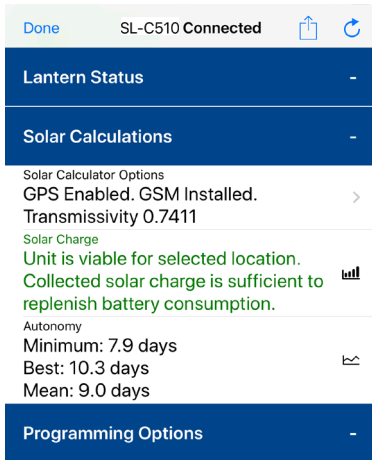 Done SL-C510 Connected
Lantern Status -
Solar Calculations -
Solar Calculator Options
GPS Enabled. GSM Installed.
Transmissivity 0.7411
Solar Charge
Unit is viable for selected location.
Collected solar charge is sufficient to
replenish battery consumption.
Autonomy
Minimum: 7.9 days
Best: 10.3 days
Mean: 9.0 days
Programming Options -